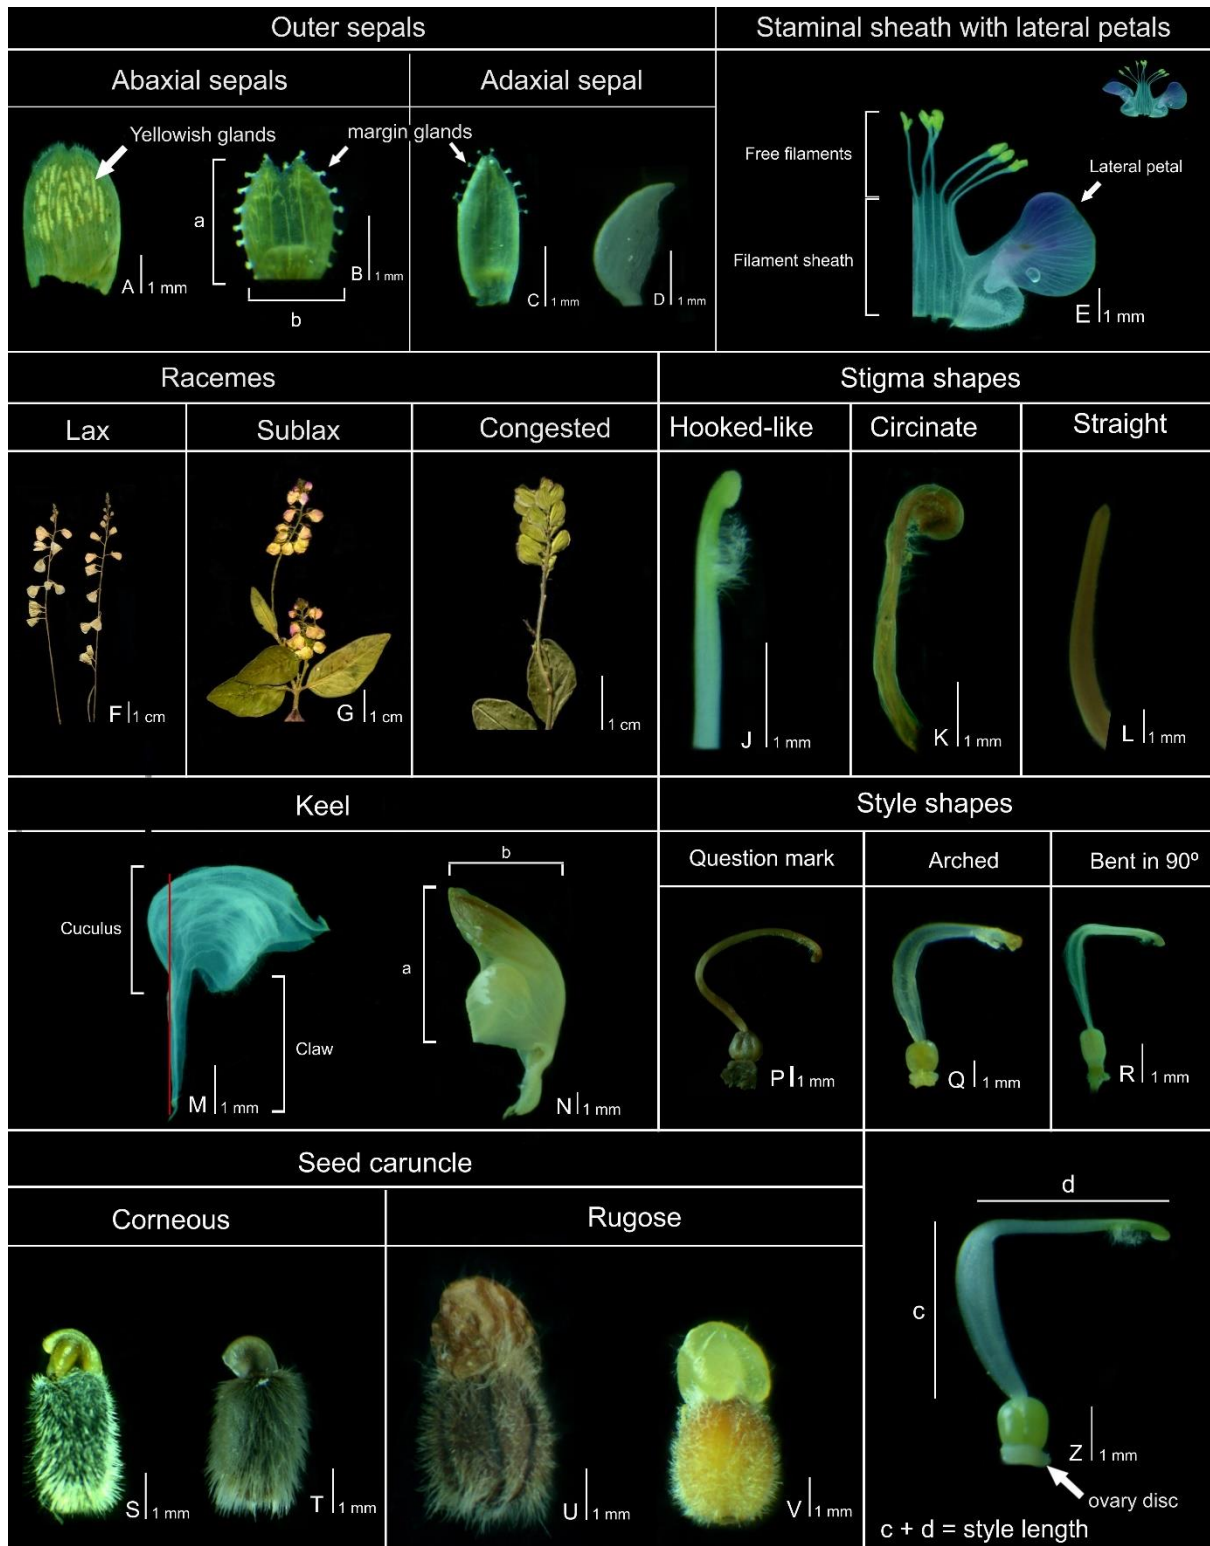 Outer sepals
Staminal sheath with lateral petals
Abaxial sepals
Adaxial sepal
Yellowish glands
margin glands
a
b
A 1 mm
B 1 mm
C 1 mm
D 1 mm
Free filaments
Filament sheath
Lateral petal
E 1 mm
Racemes
Stigma shapes
Lax
Sublax
Congested
Hooked-like
Circinate
Straight
F 1 cm
G 1 cm
1 cm
J 1 mm
K 1 mm
L 1 mm
Keel
Style shapes
Question mark
Arched
Bent in 90º
Cuculus
Claw
M 1 mm
b
a
N 1 mm
P 1 mm
Q 1 mm
R 1 mm
Seed caruncle
Corneous
Rugose
S 1 mm
T 1 mm
U 1 mm
V 1 mm
d
c
Z 1 mm
ovary disc
c + d = style length